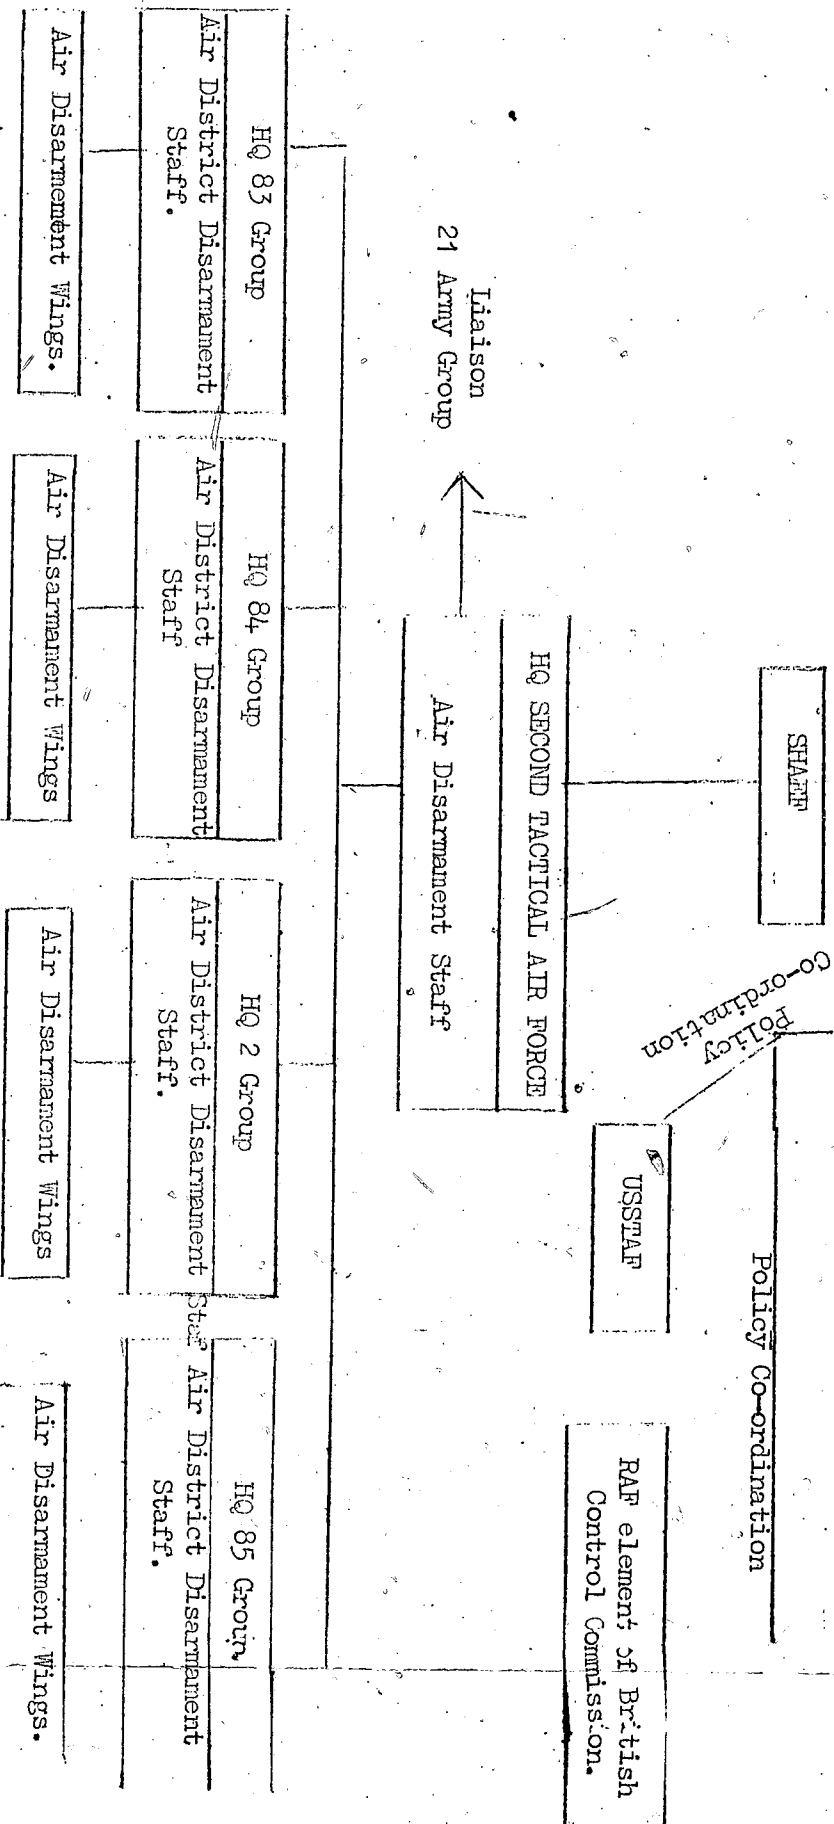 SHAEF
Policy
Co-ordination
Policy Co-ordination
USSTAF
RAF element of British
Control Commission.
HQ SECOND TACTICAL AIR FORCE
Air Disarmament Staff
Liaison
21 Army Group
HQ 83 Group
Air District Disarmament
Staff.
HQ 84 Group
Air District Disarmament
Staff
HQ 2 Group
Air District Disarmament Staf
Staff.
HQ 85 Group
Air District Disarmament
Staff.
Air Disarmement Wings.
Air Disarmament Wings
Air Disarmament Wings
Air Disarmament Wings.